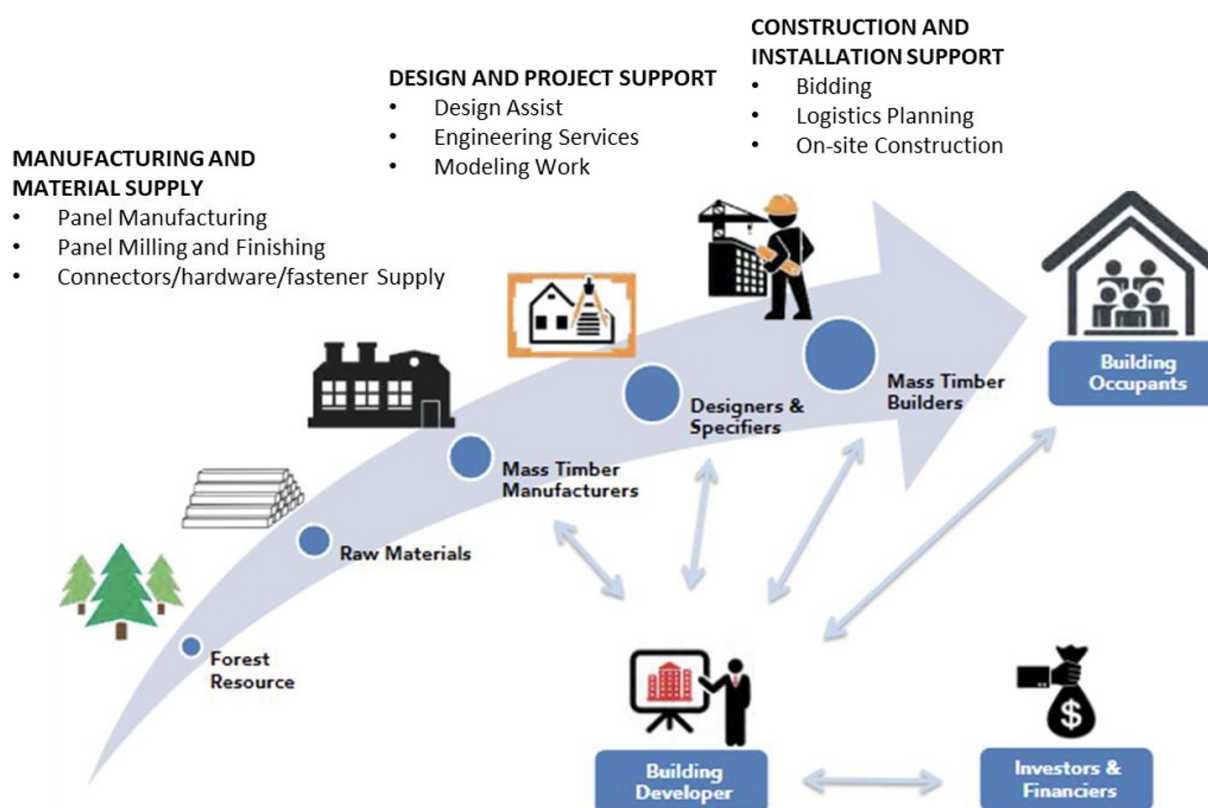 CONSTRUCTION AND
INSTALLATION SUPPORT
• Bidding
• Logistics Planning
• On-site Construction
DESIGN AND PROJECT SUPPORT
• Design Assist
• Engineering Services
• Modeling Work
MANUFACTURING AND
MATERIAL SUPPLY
• Panel Manufacturing
• Panel Milling and Finishing
• Connectors/hardware/fastener Supply
Building
Occupants
Mass Timber
Builders
Designers &
Specifiers
Mass Timber
Manufacturers
Raw Materials
Forest
Resource
$
Building
Developer
Investors &
Financiers